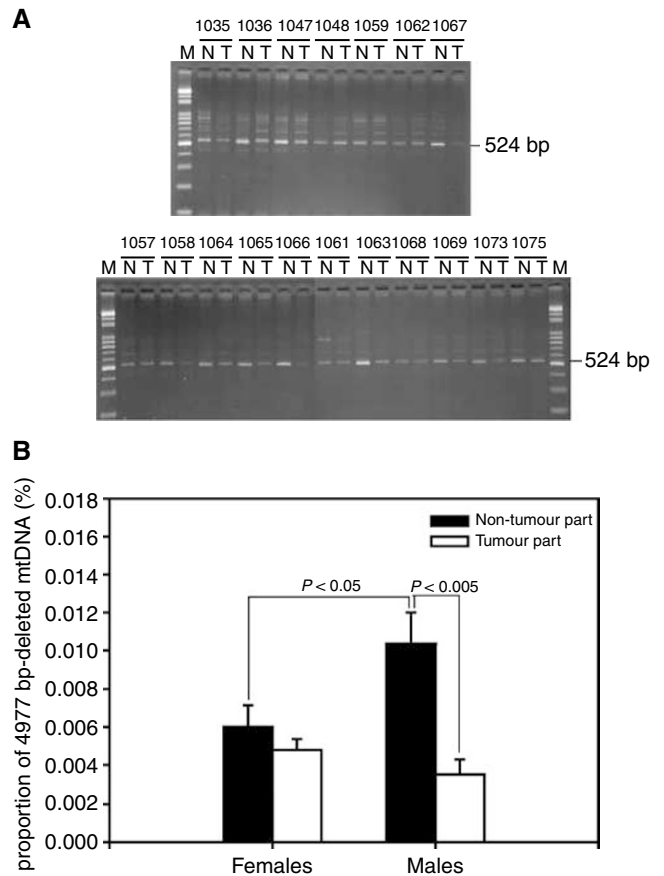 A
1035 1036 1047 1048 1059 1062 1067
M N T N T N T N T N T N T N T
524 bp
1057 1058 1064 1065 1066 1061 1063 1068 1069 1073 1075
M N T N T N T N T N T N T N T N T N T N T N T M
524 bp
B
proportion of 4977 bp-deleted mtDNA (%)
0.018
0.016
0.014
0.012
0.010
0.008
0.006
0.004
0.002
0.000
Non-tumour part
Tumour part
P < 0.05
P < 0.005
Females Males